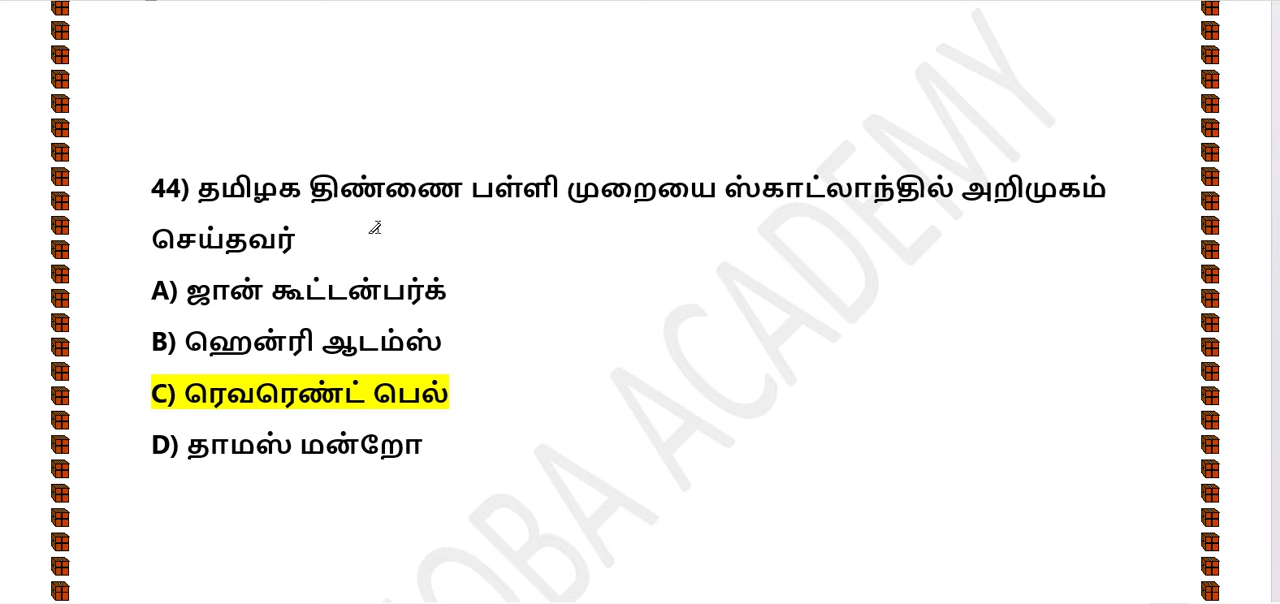 44) தமிழக திண்ணை பள்ளி முறையை ஸ்காட்லாந்தில் அறிமுகம்
செய்தவர்
A) ஜான் கூட்டன்பர்க்
B) ஹென்ரி ஆடம்ஸ்
C) ரெவரெண்ட் பெல்
D) தாமஸ் மன்றோ
OBA ACADEMY